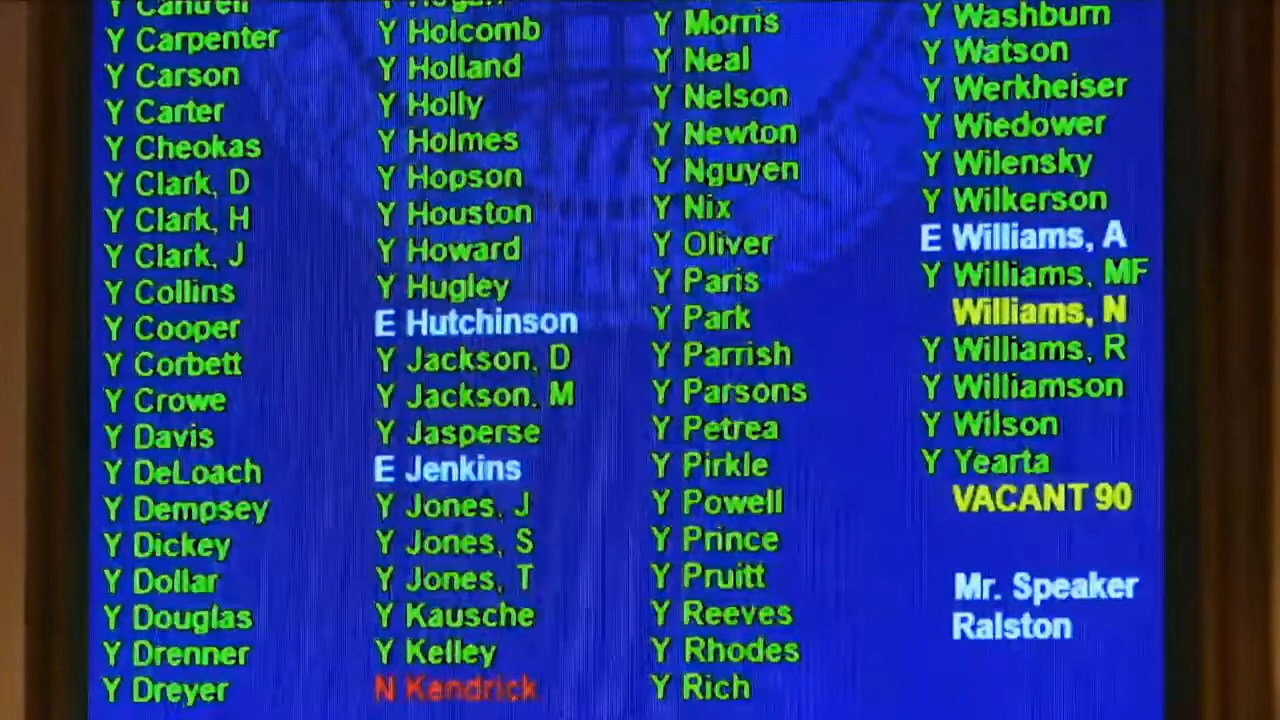 Y Cantrell
Y Carpenter
Y Carson
Y Carter
Y Cheokas
Y Clark, D
Y Clark, H
Y Clark, J
Y Collins
Y Cooper
Y Corbett
Y Crowe
Y Davis
Y DeLoach
Y Dempsey
Y Dickey
Y Dollar
Y Douglas
Y Drenner
Y Dreyer
Y Hogan
Y Holcomb
Y Holland
Y Holly
Y Holmes
Y Hopson
Y Houston
Y Howard
Y Hugley
E Hutchinson
Y Jackson, D
Y Jackson, M
Y Jasperse
E Jenkins
Y Jones, J
Y Jones, S
Y Jones, T
Y Kausche
Y Kelley
N Kendrick
Y Morris
Y Neal
Y Nelson
Y Newton
Y Nguyen
Y Nix
Y Oliver
Y Paris
Y Park
Y Parrish
Y Parsons
Y Petrea
Y Pirkle
Y Powell
Y Prince
Y Pruitt
Y Reeves
Y Rhodes
Y Rich
Y Washburn
Y Watson
Y Werkheiser
Y Wiedower
Y Wilensky
Y Wilkerson
E Williams, A
Y Williams, MF
Williams, N
Y Williams, R
Y Williamson
Y Wilson
Y Yearta
VACANT 90
Mr. Speaker
Ralston